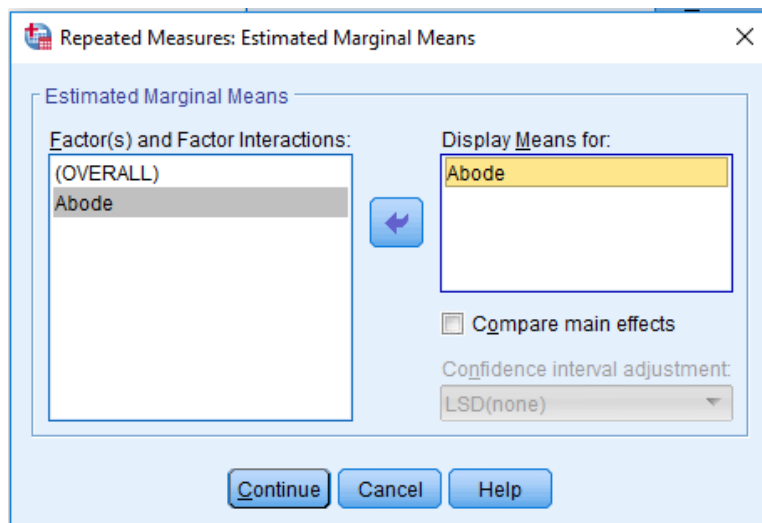 Repeated Measures: Estimated Marginal Means
Estimated Marginal Means
Factor(s) and Factor Interactions:
(OVERALL)
Abode
Display Means for:
Abode
Compare main effects
Confidence interval adjustment:
LSD(none)
Continue
Cancel
Help